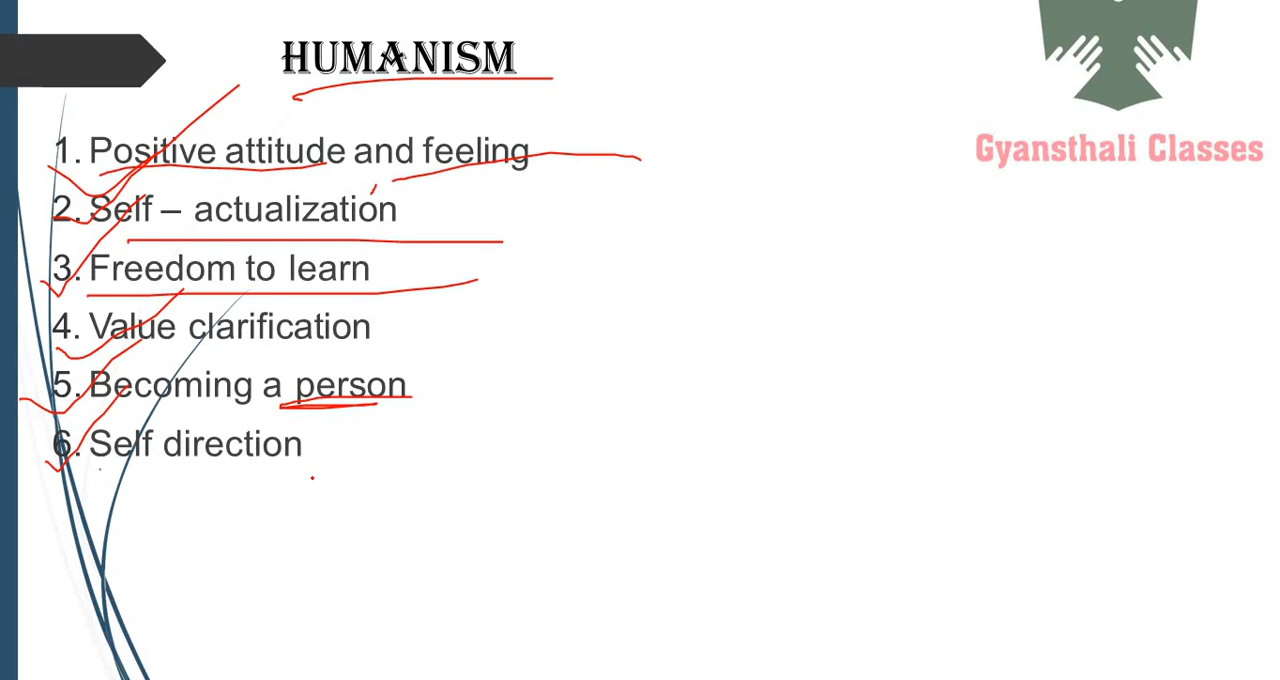 HUMANISM
1. Positive attitude and feeling
2. Self – actualization
3. Freedom to learn
4. Value clarification
5. Becoming a person
6. Self direction
Gyansthali Classes